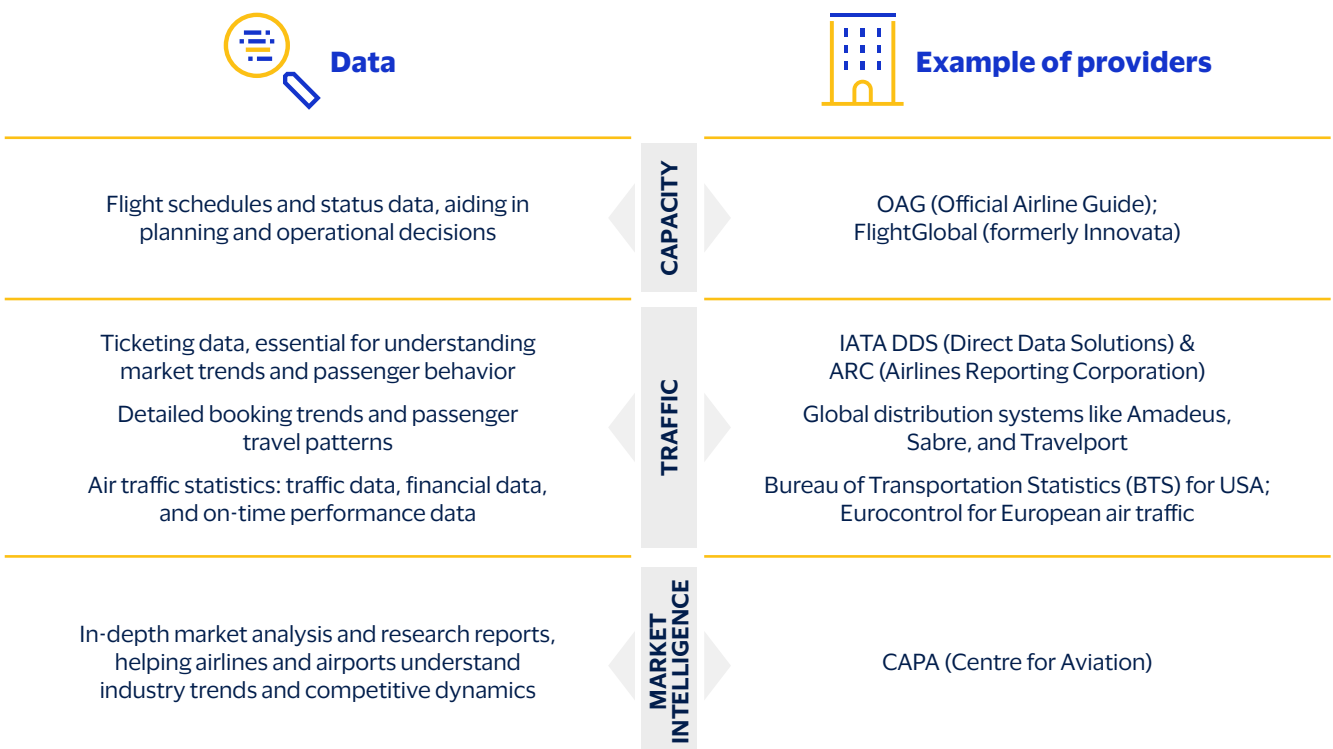 Data
Example of providers
CAPACITY
Flight schedules and status data, aiding in
planning and operational decisions
OAG (Official Airline Guide);
FlightGlobal (formerly Innovata)
TRAFFIC
Ticketing data, essential for understanding
market trends and passenger behavior
IATA DDS (Direct Data Solutions) &
ARC (Airlines Reporting Corporation)
Detailed booking trends and passenger
travel patterns
Global distribution systems like Amadeus,
Sabre, and Travelport
Air traffic statistics: traffic data, financial data,
and on-time performance data
Bureau of Transportation Statistics (BTS) for USA;
Eurocontrol for European air traffic
MARKET
INTELLIGENCE
In-depth market analysis and research reports,
helping airlines and airports understand
industry trends and competitive dynamics
CAPA (Centre for Aviation)